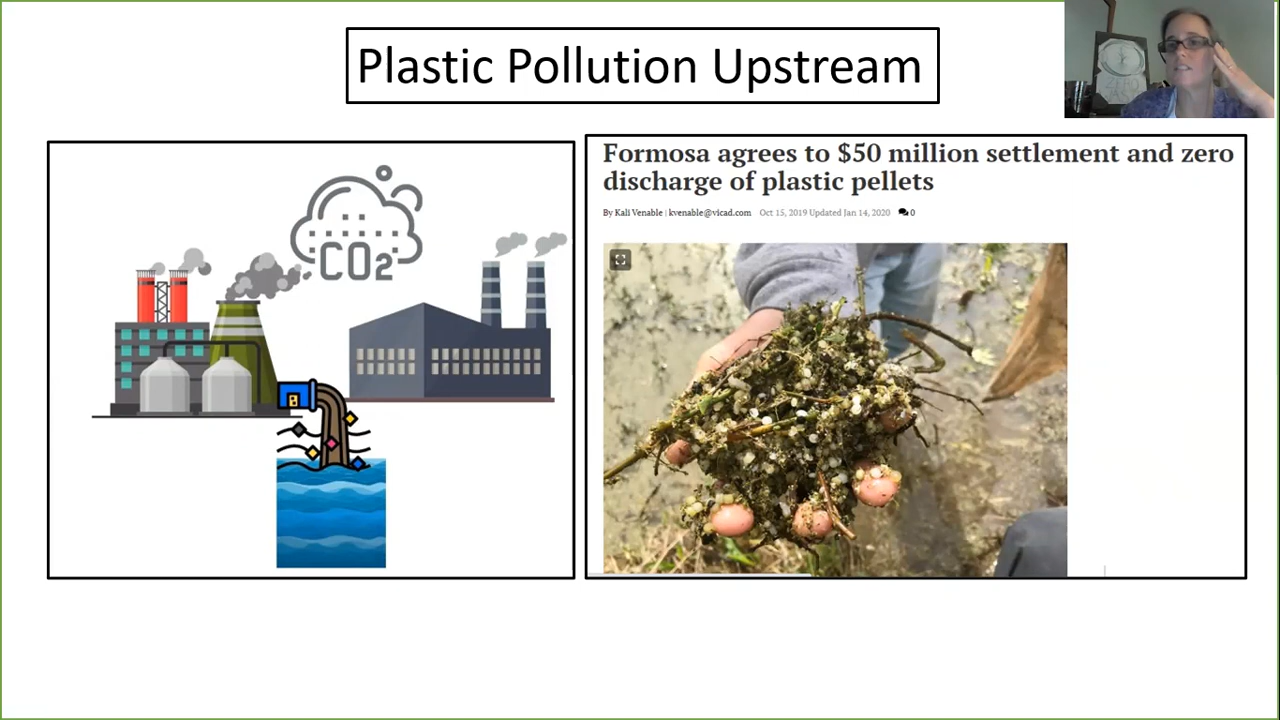 Plastic Pollution Upstream
CO2
Formosa agrees to $50 million settlement and zero
discharge of plastic pellets
By Kali Venable | kvenable@vicad.com Oct 15, 2019 Updated Jan 14, 2020 0